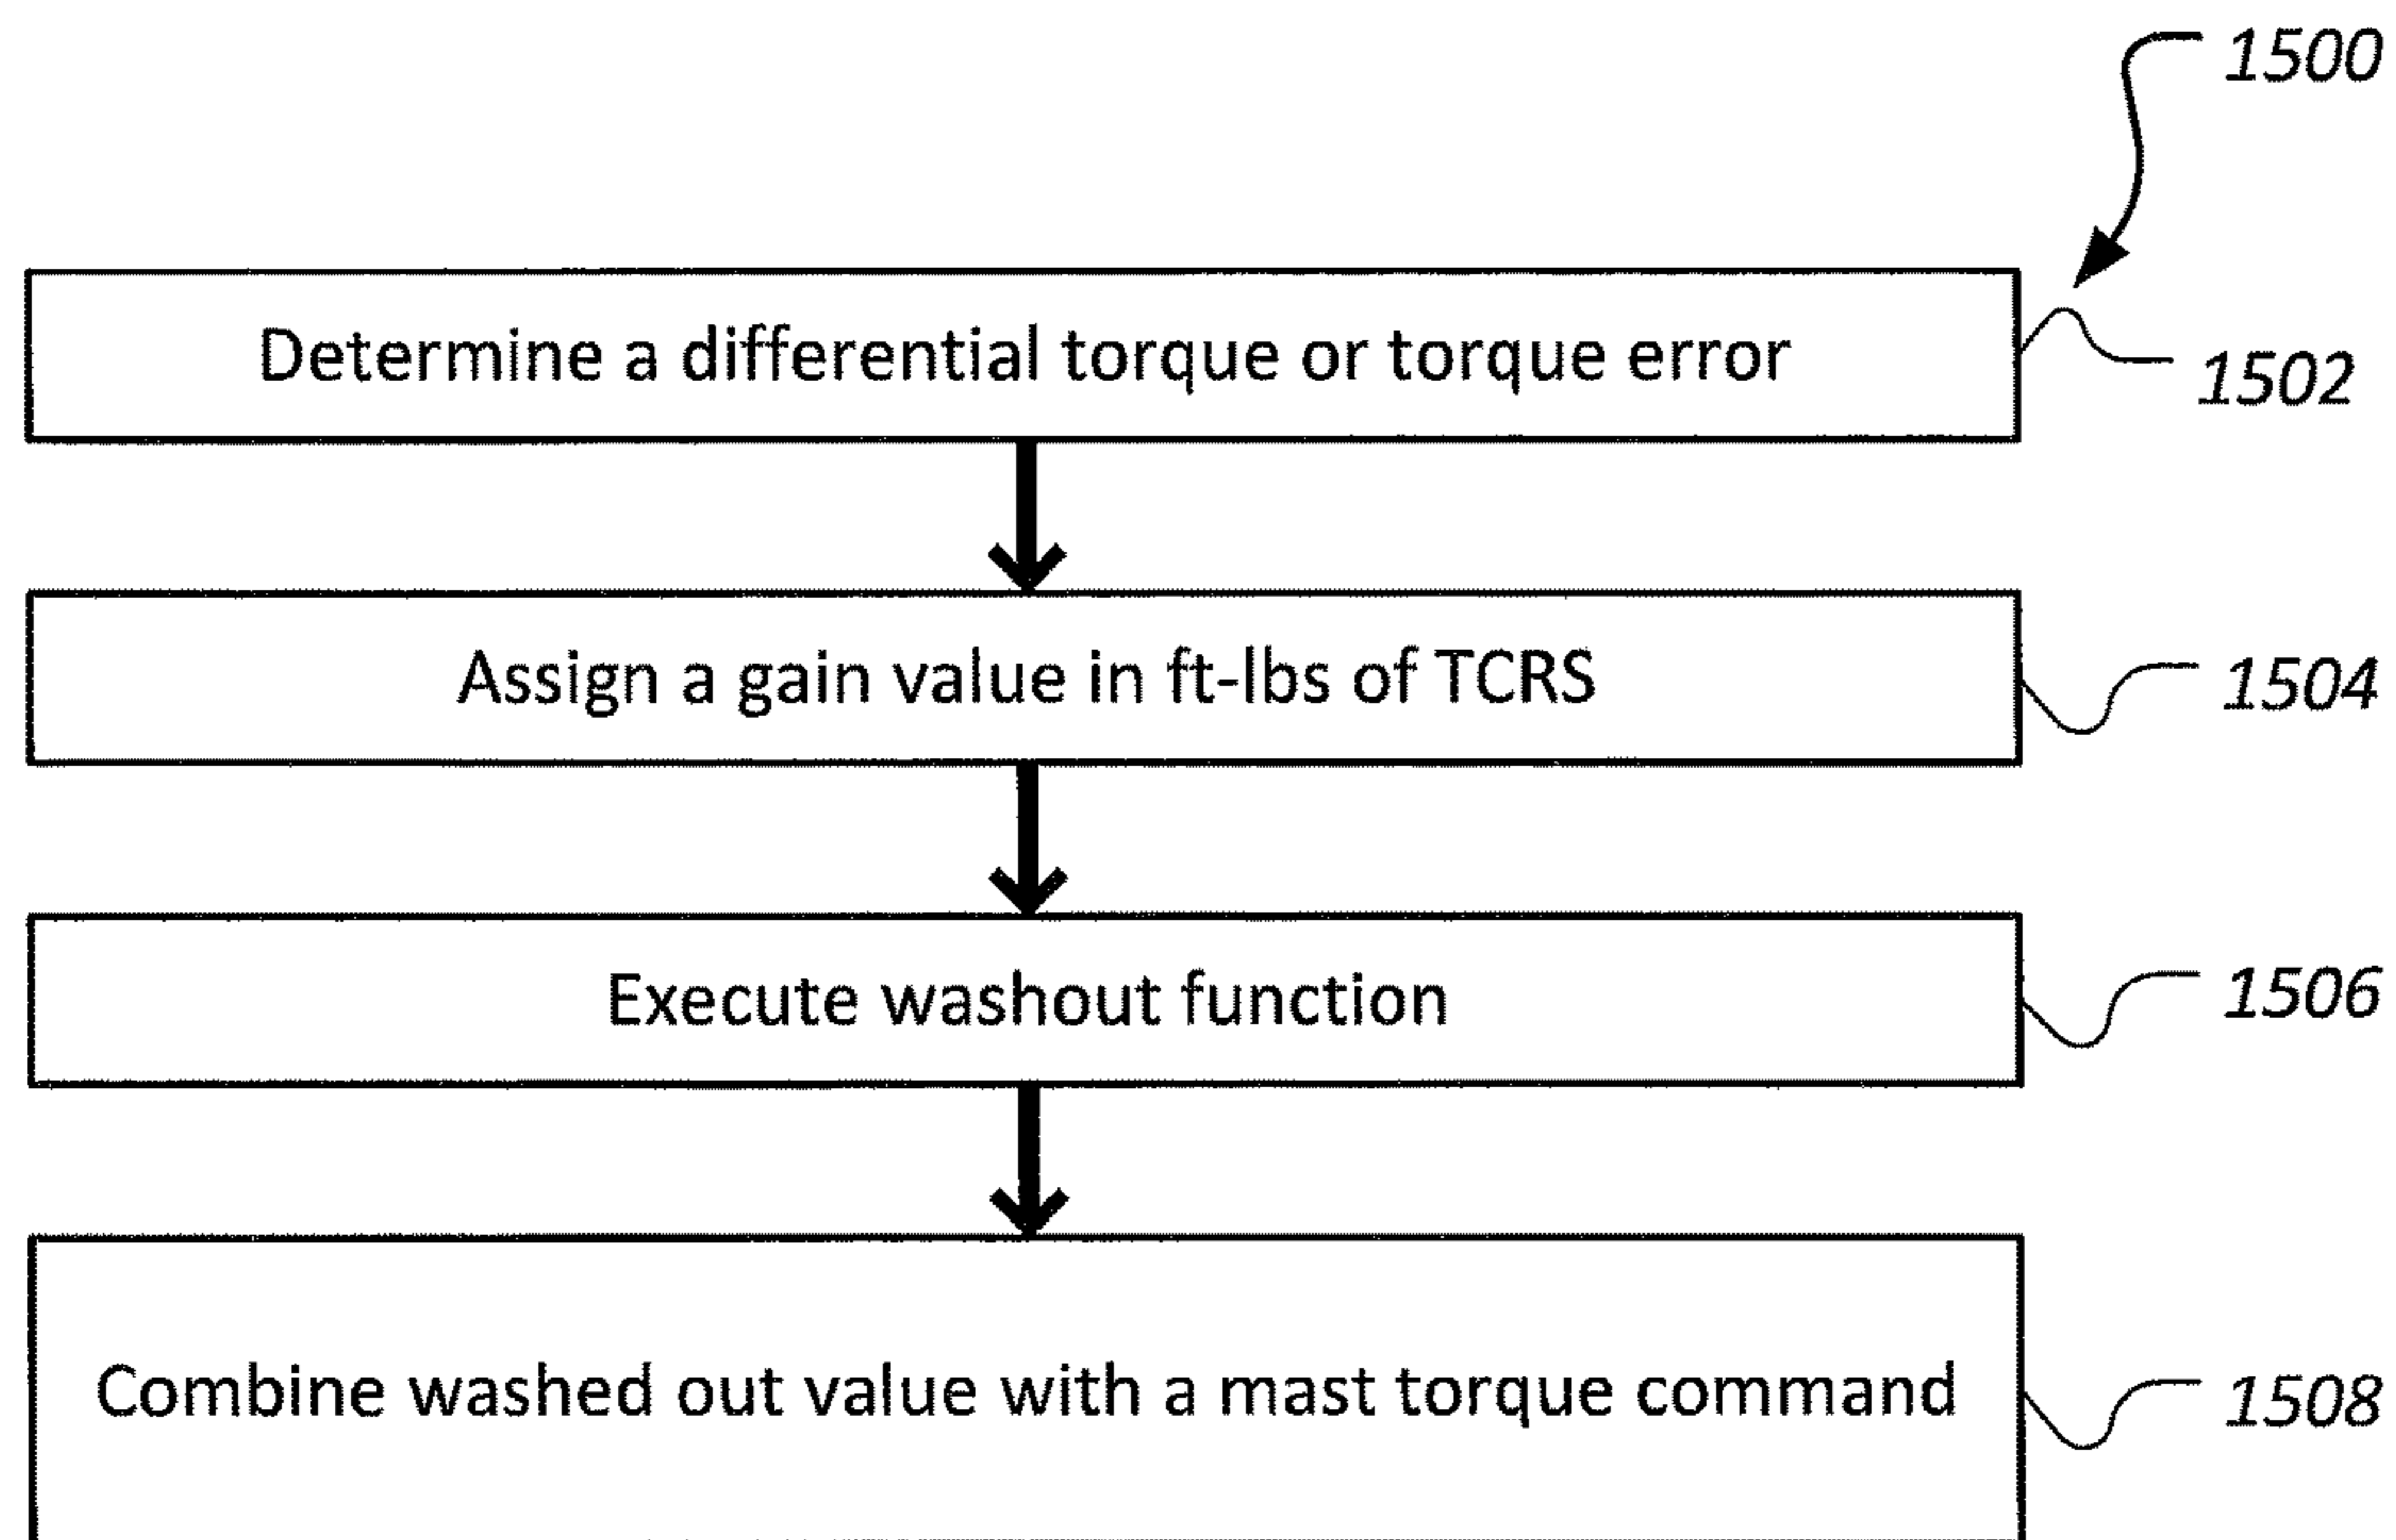 1500
Determine a differential torque or torque error
1502
Assign a gain value in ft-lbs of TCRS
1504
Execute washout function
1506
Combine washed out value with a mast torque command
1508